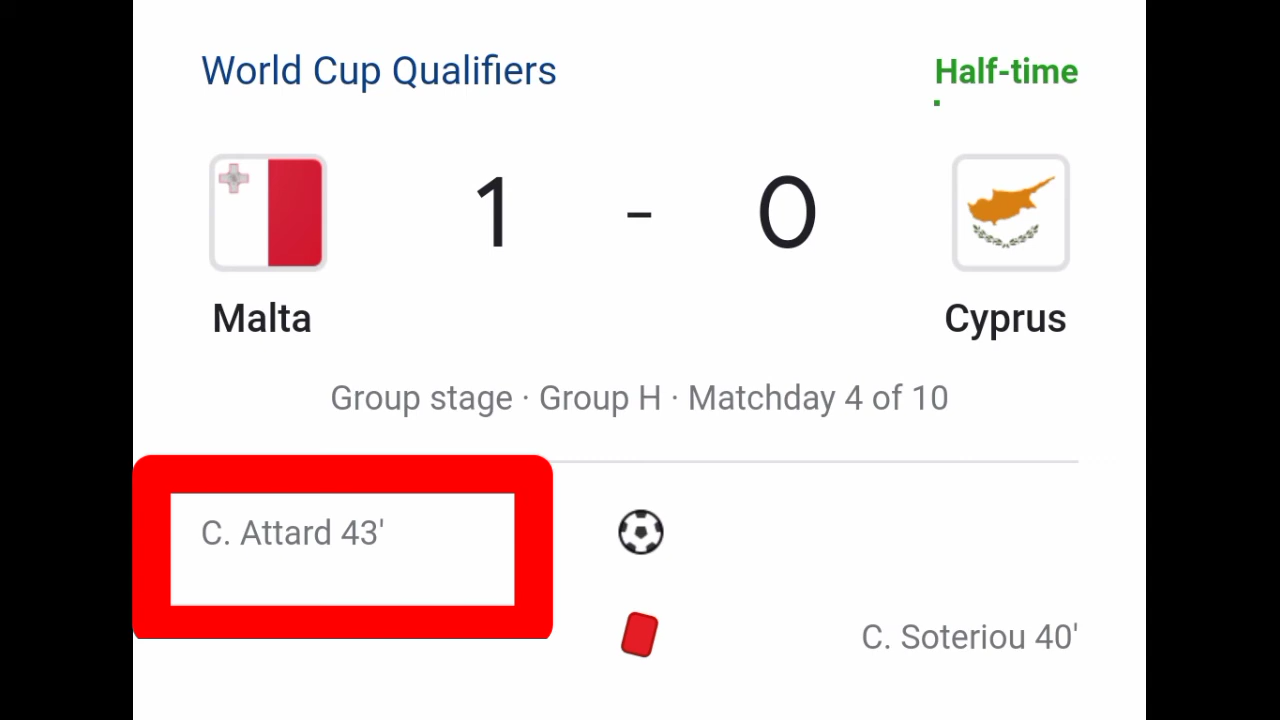 World Cup Qualifiers
Half-time
1 - 0
Malta
Cyprus
Group stage · Group H · Matchday 4 of 10
C. Attard 43'
C. Soteriou 40'